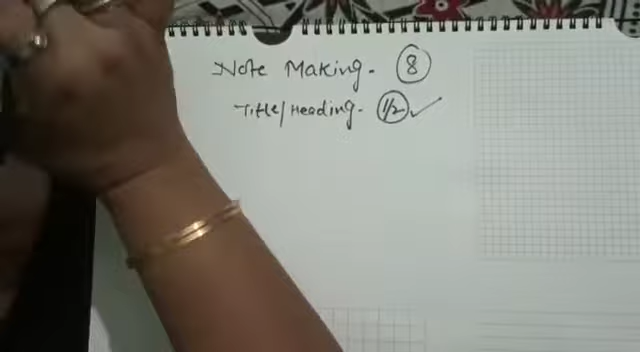 Note Making. 8
Title/Heading. 1/2 ✓